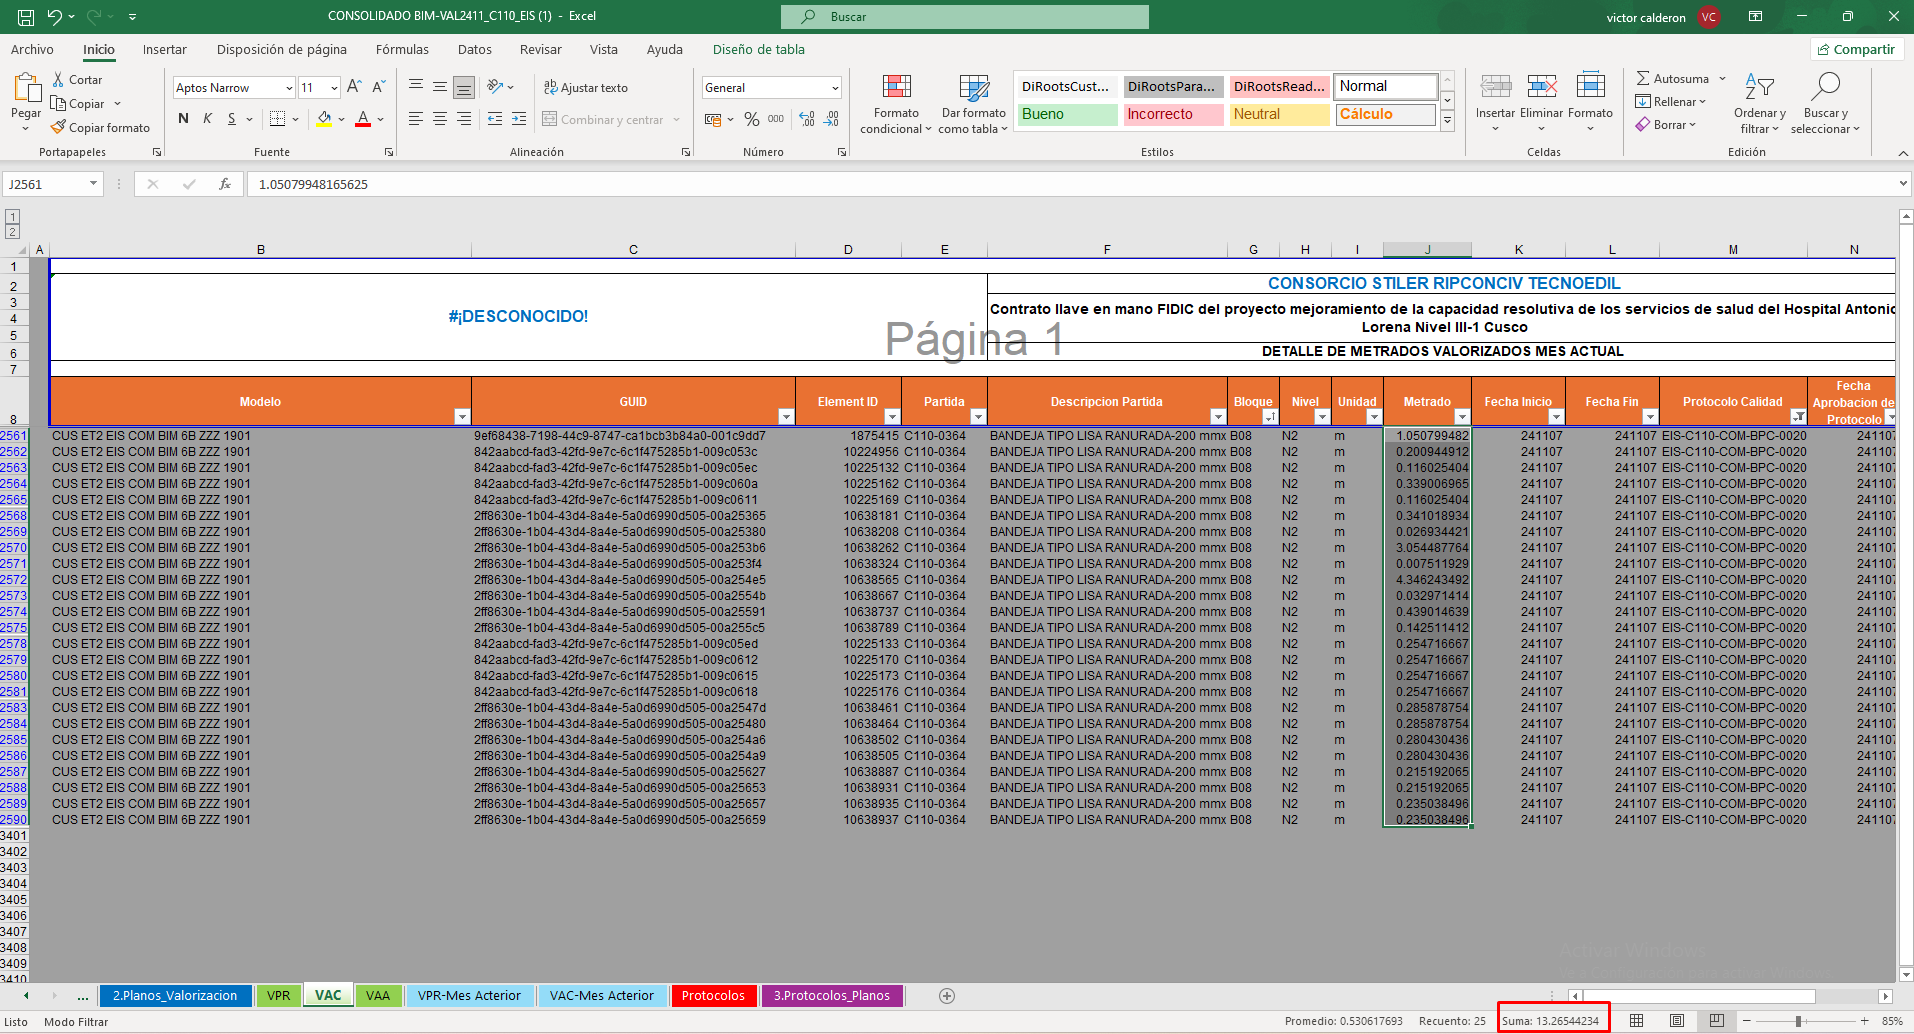 CONSOLIDADO BIM-VAL2411_C110_EIS (1) - Excel
Buscar
victor calderon VC
Archivo Inicio Insertar Disposición de página Fórmulas Datos Revisar Vista Ayuda Diseño de tabla Compartir
Pegar Cortar Copiar Copiar formato
Portapapeles
Aptos Narrow 11
N K S
Fuente
Ajustar texto
Combinar y centrar
Alineación
General
% 000
Número
Formato condicional
Dar formato como tabla
DiRootsCust... DiRootsPara... DiRootsRead... Normal
Bueno Incorrecto Neutral Cálculo
Estilos
Insertar Eliminar Formato
Celdas
Autosuma
Rellenar
Borrar
Ordenar y filtrar
Buscar y seleccionar
Edición
J2561 fx 1.05079948165625
1
2
A B C D E F G H I J K L M N
1
2 CONSORCIO STILER RIPCONCIV TECNOEDIL
3
4 #¡DESCONOCIDO! Contrato llave en mano FIDIC del proyecto mejoramiento de la capacidad resolutiva de los servicios de salud del Hospital Antonio
5 Lorena Nivel III-1 Cusco
Página 1
6 DETALLE DE METRADOS VALORIZADOS MES ACTUAL
7
8 Modelo GUID Element ID Partida Descripcion Partida Bloque Nivel Unidad Metrado Fecha Inicio Fecha Fin Protocolo Calidad Fecha Aprobacion de Protocolo
2561 CUS ET2 EIS COM BIM 6B ZZZ 1901 9ef68438-7198-44c9-8747-ca1bcb3b84a0-001c9dd7 1875415 C110-0364 BANDEJA TIPO LISA RANURADA-200 mmx B08 N2 m 1.050799482 241107 241107 EIS-C110-COM-BPC-0020 241107
2562 CUS ET2 EIS COM BIM 6B ZZZ 1901 842aabcd-fad3-42fd-9e7c-6c1f475285b1-009c053c 10224956 C110-0364 BANDEJA TIPO LISA RANURADA-200 mmx B08 N2 m 0.200944912 241107 241107 EIS-C110-COM-BPC-0020 241107
2563 CUS ET2 EIS COM BIM 6B ZZZ 1901 842aabcd-fad3-42fd-9e7c-6c1f475285b1-009c05ec 10225132 C110-0364 BANDEJA TIPO LISA RANURADA-200 mmx B08 N2 m 0.116025404 241107 241107 EIS-C110-COM-BPC-0020 241107
2564 CUS ET2 EIS COM BIM 6B ZZZ 1901 842aabcd-fad3-42fd-9e7c-6c1f475285b1-009c060a 10225162 C110-0364 BANDEJA TIPO LISA RANURADA-200 mmx B08 N2 m 0.339006965 241107 241107 EIS-C110-COM-BPC-0020 241107
2565 CUS ET2 EIS COM BIM 6B ZZZ 1901 842aabcd-fad3-42fd-9e7c-6c1f475285b1-009c0611 10225169 C110-0364 BANDEJA TIPO LISA RANURADA-200 mmx B08 N2 m 0.116025404 241107 241107 EIS-C110-COM-BPC-0020 241107
2568 CUS ET2 EIS COM BIM 6B ZZZ 1901 2ff8630e-1b04-43d4-8a4e-5a0d6990d505-00a25365 10638181 C110-0364 BANDEJA TIPO LISA RANURADA-200 mmx B08 N2 m 0.341018934 241107 241107 EIS-C110-COM-BPC-0020 241107
2569 CUS ET2 EIS COM BIM 6B ZZZ 1901 2ff8630e-1b04-43d4-8a4e-5a0d6990d505-00a25380 10638208 C110-0364 BANDEJA TIPO LISA RANURADA-200 mmx B08 N2 m 0.026934421 241107 241107 EIS-C110-COM-BPC-0020 241107
2570 CUS ET2 EIS COM BIM 6B ZZZ 1901 2ff8630e-1b04-43d4-8a4e-5a0d6990d505-00a253b6 10638262 C110-0364 BANDEJA TIPO LISA RANURADA-200 mmx B08 N2 m 3.054487764 241107 241107 EIS-C110-COM-BPC-0020 241107
2571 CUS ET2 EIS COM BIM 6B ZZZ 1901 2ff8630e-1b04-43d4-8a4e-5a0d6990d505-00a253f4 10638324 C110-0364 BANDEJA TIPO LISA RANURADA-200 mmx B08 N2 m 0.007511929 241107 241107 EIS-C110-COM-BPC-0020 241107
2572 CUS ET2 EIS COM BIM 6B ZZZ 1901 2ff8630e-1b04-43d4-8a4e-5a0d6990d505-00a254e5 10638565 C110-0364 BANDEJA TIPO LISA RANURADA-200 mmx B08 N2 m 4.346243492 241107 241107 EIS-C110-COM-BPC-0020 241107
2573 CUS ET2 EIS COM BIM 6B ZZZ 1901 2ff8630e-1b04-43d4-8a4e-5a0d6990d505-00a2554b 10638667 C110-0364 BANDEJA TIPO LISA RANURADA-200 mmx B08 N2 m 0.032971414 241107 241107 EIS-C110-COM-BPC-0020 241107
2574 CUS ET2 EIS COM BIM 6B ZZZ 1901 2ff8630e-1b04-43d4-8a4e-5a0d6990d505-00a25591 10638737 C110-0364 BANDEJA TIPO LISA RANURADA-200 mmx B08 N2 m 0.439014639 241107 241107 EIS-C110-COM-BPC-0020 241107
2575 CUS ET2 EIS COM BIM 6B ZZZ 1901 2ff8630e-1b04-43d4-8a4e-5a0d6990d505-00a255c5 10638789 C110-0364 BANDEJA TIPO LISA RANURADA-200 mmx B08 N2 m 0.142511412 241107 241107 EIS-C110-COM-BPC-0020 241107
2578 CUS ET2 EIS COM BIM 6B ZZZ 1901 842aabcd-fad3-42fd-9e7c-6c1f475285b1-009c05ed 10225133 C110-0364 BANDEJA TIPO LISA RANURADA-200 mmx B08 N2 m 0.254716667 241107 241107 EIS-C110-COM-BPC-0020 241107
2579 CUS ET2 EIS COM BIM 6B ZZZ 1901 842aabcd-fad3-42fd-9e7c-6c1f475285b1-009c0612 10225170 C110-0364 BANDEJA TIPO LISA RANURADA-200 mmx B08 N2 m 0.254716667 241107 241107 EIS-C110-COM-BPC-0020 241107
2580 CUS ET2 EIS COM BIM 6B ZZZ 1901 842aabcd-fad3-42fd-9e7c-6c1f475285b1-009c0615 10225173 C110-0364 BANDEJA TIPO LISA RANURADA-200 mmx B08 N2 m 0.254716667 241107 241107 EIS-C110-COM-BPC-0020 241107
2581 CUS ET2 EIS COM BIM 6B ZZZ 1901 842aabcd-fad3-42fd-9e7c-6c1f475285b1-009c0618 10225176 C110-0364 BANDEJA TIPO LISA RANURADA-200 mmx B08 N2 m 0.254716667 241107 241107 EIS-C110-COM-BPC-0020 241107
2583 CUS ET2 EIS COM BIM 6B ZZZ 1901 2ff8630e-1b04-43d4-8a4e-5a0d6990d505-00a2547d 10638461 C110-0364 BANDEJA TIPO LISA RANURADA-200 mmx B08 N2 m 0.285878754 241107 241107 EIS-C110-COM-BPC-0020 241107
2584 CUS ET2 EIS COM BIM 6B ZZZ 1901 2ff8630e-1b04-43d4-8a4e-5a0d6990d505-00a25480 10638464 C110-0364 BANDEJA TIPO LISA RANURADA-200 mmx B08 N2 m 0.285878754 241107 241107 EIS-C110-COM-BPC-0020 241107
2585 CUS ET2 EIS COM BIM 6B ZZZ 1901 2ff8630e-1b04-43d4-8a4e-5a0d6990d505-00a254a6 10638502 C110-0364 BANDEJA TIPO LISA RANURADA-200 mmx B08 N2 m 0.280430436 241107 241107 EIS-C110-COM-BPC-0020 241107
2586 CUS ET2 EIS COM BIM 6B ZZZ 1901 2ff8630e-1b04-43d4-8a4e-5a0d6990d505-00a254a9 10638505 C110-0364 BANDEJA TIPO LISA RANURADA-200 mmx B08 N2 m 0.280430436 241107 241107 EIS-C110-COM-BPC-0020 241107
2587 CUS ET2 EIS COM BIM 6B ZZZ 1901 2ff8630e-1b04-43d4-8a4e-5a0d6990d505-00a25627 10638887 C110-0364 BANDEJA TIPO LISA RANURADA-200 mmx B08 N2 m 0.215192065 241107 241107 EIS-C110-COM-BPC-0020 241107
2588 CUS ET2 EIS COM BIM 6B ZZZ 1901 2ff8630e-1b04-43d4-8a4e-5a0d6990d505-00a25653 10638931 C110-0364 BANDEJA TIPO LISA RANURADA-200 mmx B08 N2 m 0.215192065 241107 241107 EIS-C110-COM-BPC-0020 241107
2589 CUS ET2 EIS COM BIM 6B ZZZ 1901 2ff8630e-1b04-43d4-8a4e-5a0d6990d505-00a25657 10638935 C110-0364 BANDEJA TIPO LISA RANURADA-200 mmx B08 N2 m 0.235038496 241107 241107 EIS-C110-COM-BPC-0020 241107
2590 CUS ET2 EIS COM BIM 6B ZZZ 1901 2ff8630e-1b04-43d4-8a4e-5a0d6990d505-00a25659 10638937 C110-0364 BANDEJA TIPO LISA RANURADA-200 mmx B08 N2 m 0.235038496 241107 241107 EIS-C110-COM-BPC-0020 241107
3401
3402
3403
3404
3405
3406
3407
3408
3409
3410
Activar Windows
... 2.Planos_Valorizacion VPR VAC VAA VPR-Mes Acterior VAC-Mes Acterior Protocolos 3.Protocolos_Planos
Listo Modo Filtrar Promedio: 0.530617693 Recuento: 25 Suma: 13.26544234 85%